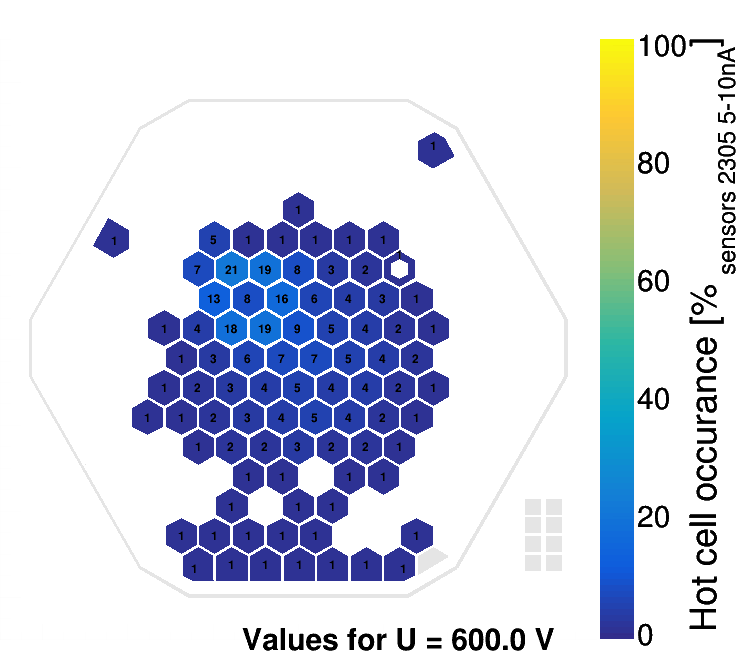 1
1
1
5 1 1 1 1 1
7 21 19 8 3 2 1
13 8 16 6 4 3 1
1 4 18 19 9 5 4 2 1
1 3 6 7 7 5 4 2
1 2 3 4 5 4 4 2 1
1 1 2 3 4 5 4 2 1
1 2 2 3 2 2 1
1 1 1 1
1 1 1
1 1 1 1 1 1
1 1 1 1 1 1 1
Values for U = 600.0 V
100
80
60
40
20
0
Hot cell occurance [% sensors 2305 5-10nA]